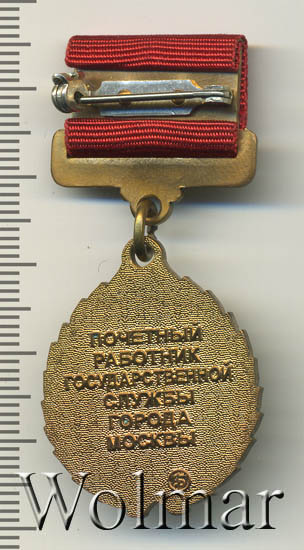 ПОЧЕТНЫЙ
РАБОТНИК
ГОСУДАРСТВЕННОЙ
СЛУЖБЫ
ГОРОДА
МОСКВЫ
Wolmar